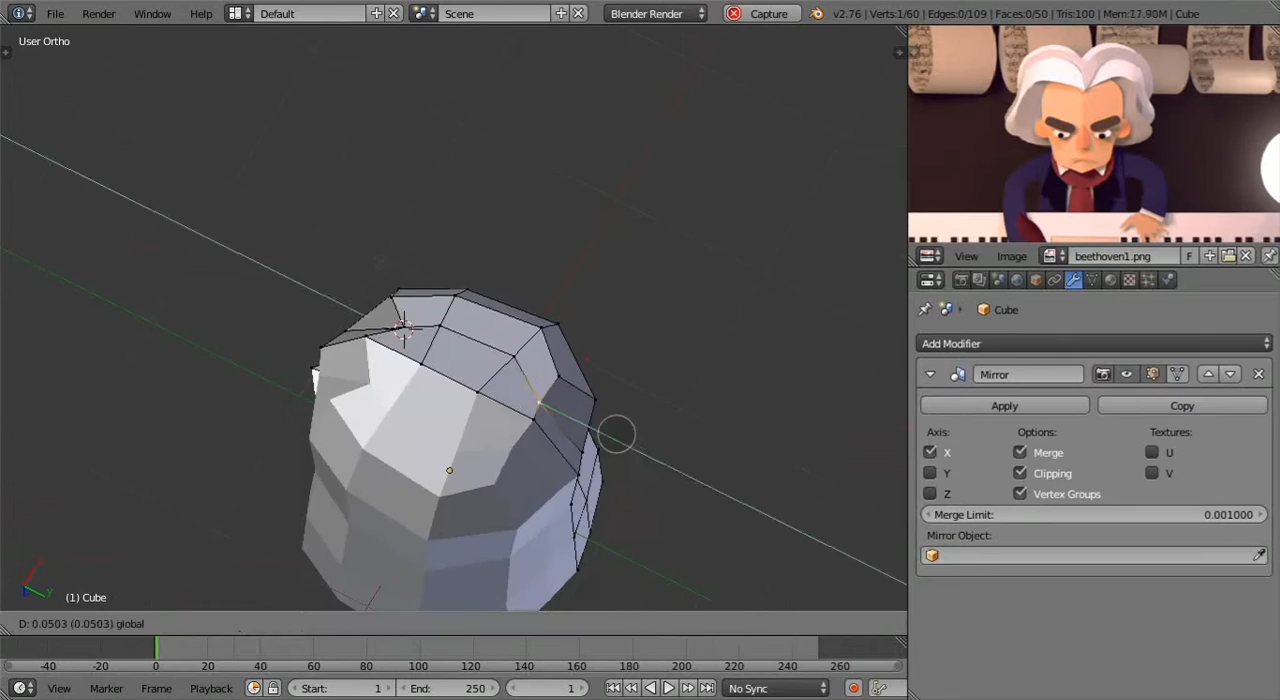 File Render Window Help Default Scene Blender Render Capture v2.76 | Verts:1/60 | Edges:0/109 | Faces:0/50 | Tris:100 | Mem:17.90M | Cube
User Ortho
View Image beethoven1.png F
Cube
Add Modifier
Mirror
Apply Copy
Axis: Options: Textures:
X Merge U
Y Clipping V
Z Vertex Groups
Merge Limit: 0.001000
Mirror Object:
y
(1) Cube
D: 0.0503 (0.0503) global
-40 -20 0 20 40 60 80 100 120 140 160 180 200 220 240 260
View Marker Frame Playback Start: 1 End: 250 1 No Sync